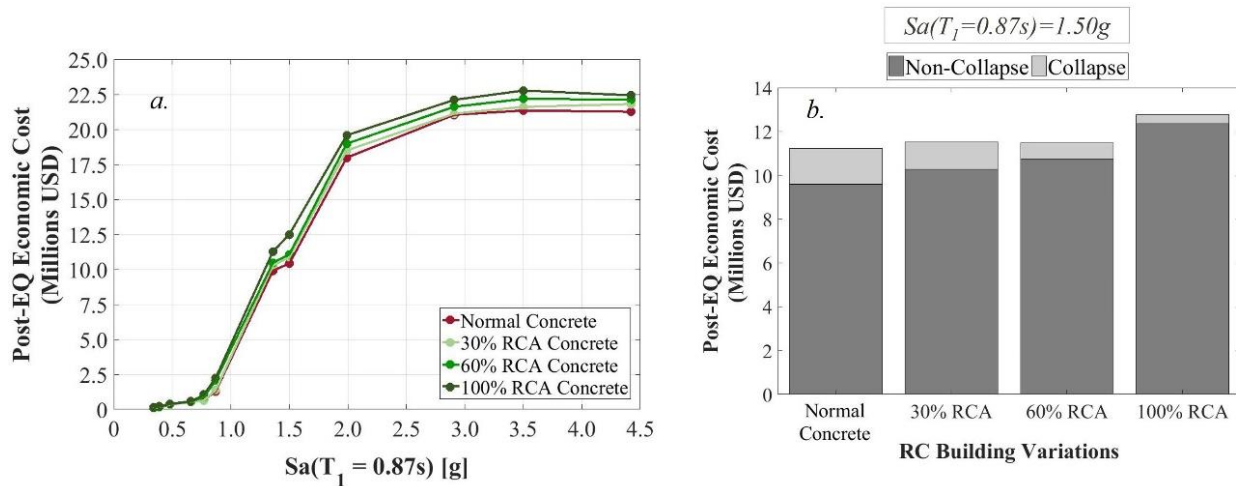 25.0
22.5
20.0
17.5
15.0
12.5
10.0
7.5
5.0
2.5
0
Post-EQ Economic Cost
(Millions USD)
a.
Normal Concrete
30% RCA Concrete
60% RCA Concrete
100% RCA Concrete
0 0.5 1.0 1.5 2.0 2.5 3.0 3.5 4.0 4.5
Sa(T1 = 0.87s) [g]
Sa(T1=0.87s)=1.50g
Non-Collapse Collapse
14
12
10
8
6
4
2
0
Post-EQ Economic Cost
(Millions USD)
b.
Normal
Concrete
30% RCA
60% RCA
100% RCA
RC Building Variations